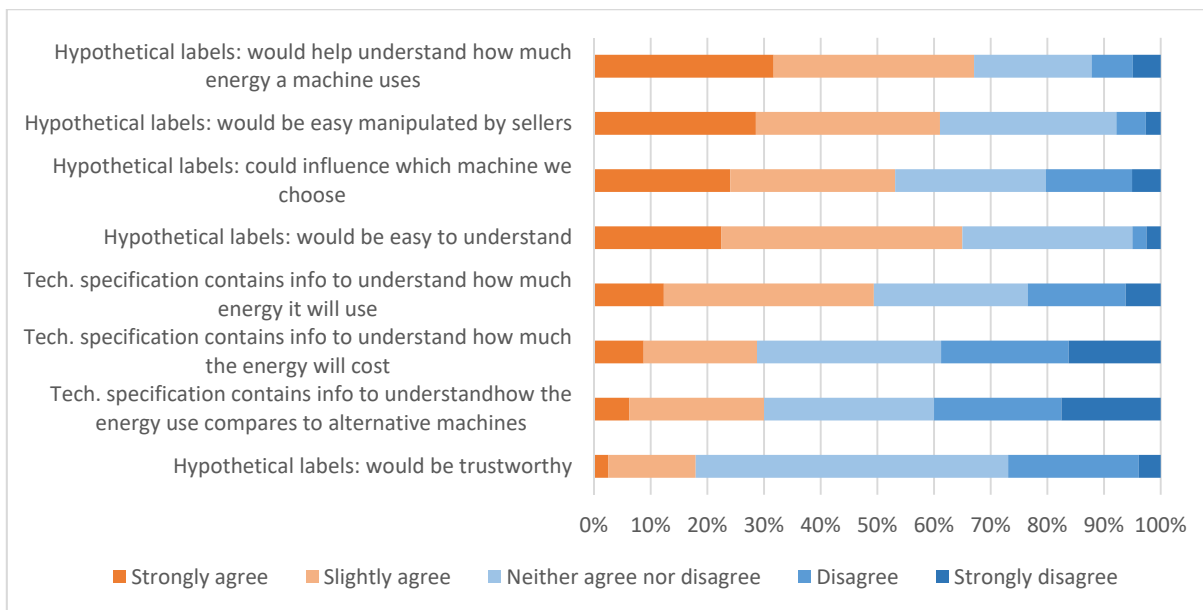 Hypothetical labels: would help understand how much
energy a machine uses
Hypothetical labels: would be easy manipulated by sellers
Hypothetical labels: could influence which machine we
choose
Hypothetical labels: would be easy to understand
Tech. specification contains info to understand how much
energy it will use
Tech. specification contains info to understand how much
the energy will cost
Tech. specification contains info to understandhow the
energy use compares to alternative machines
Hypothetical labels: would be trustworthy
0% 10% 20% 30% 40% 50% 60% 70% 80% 90% 100%
Strongly agree Slightly agree Neither agree nor disagree Disagree Strongly disagree